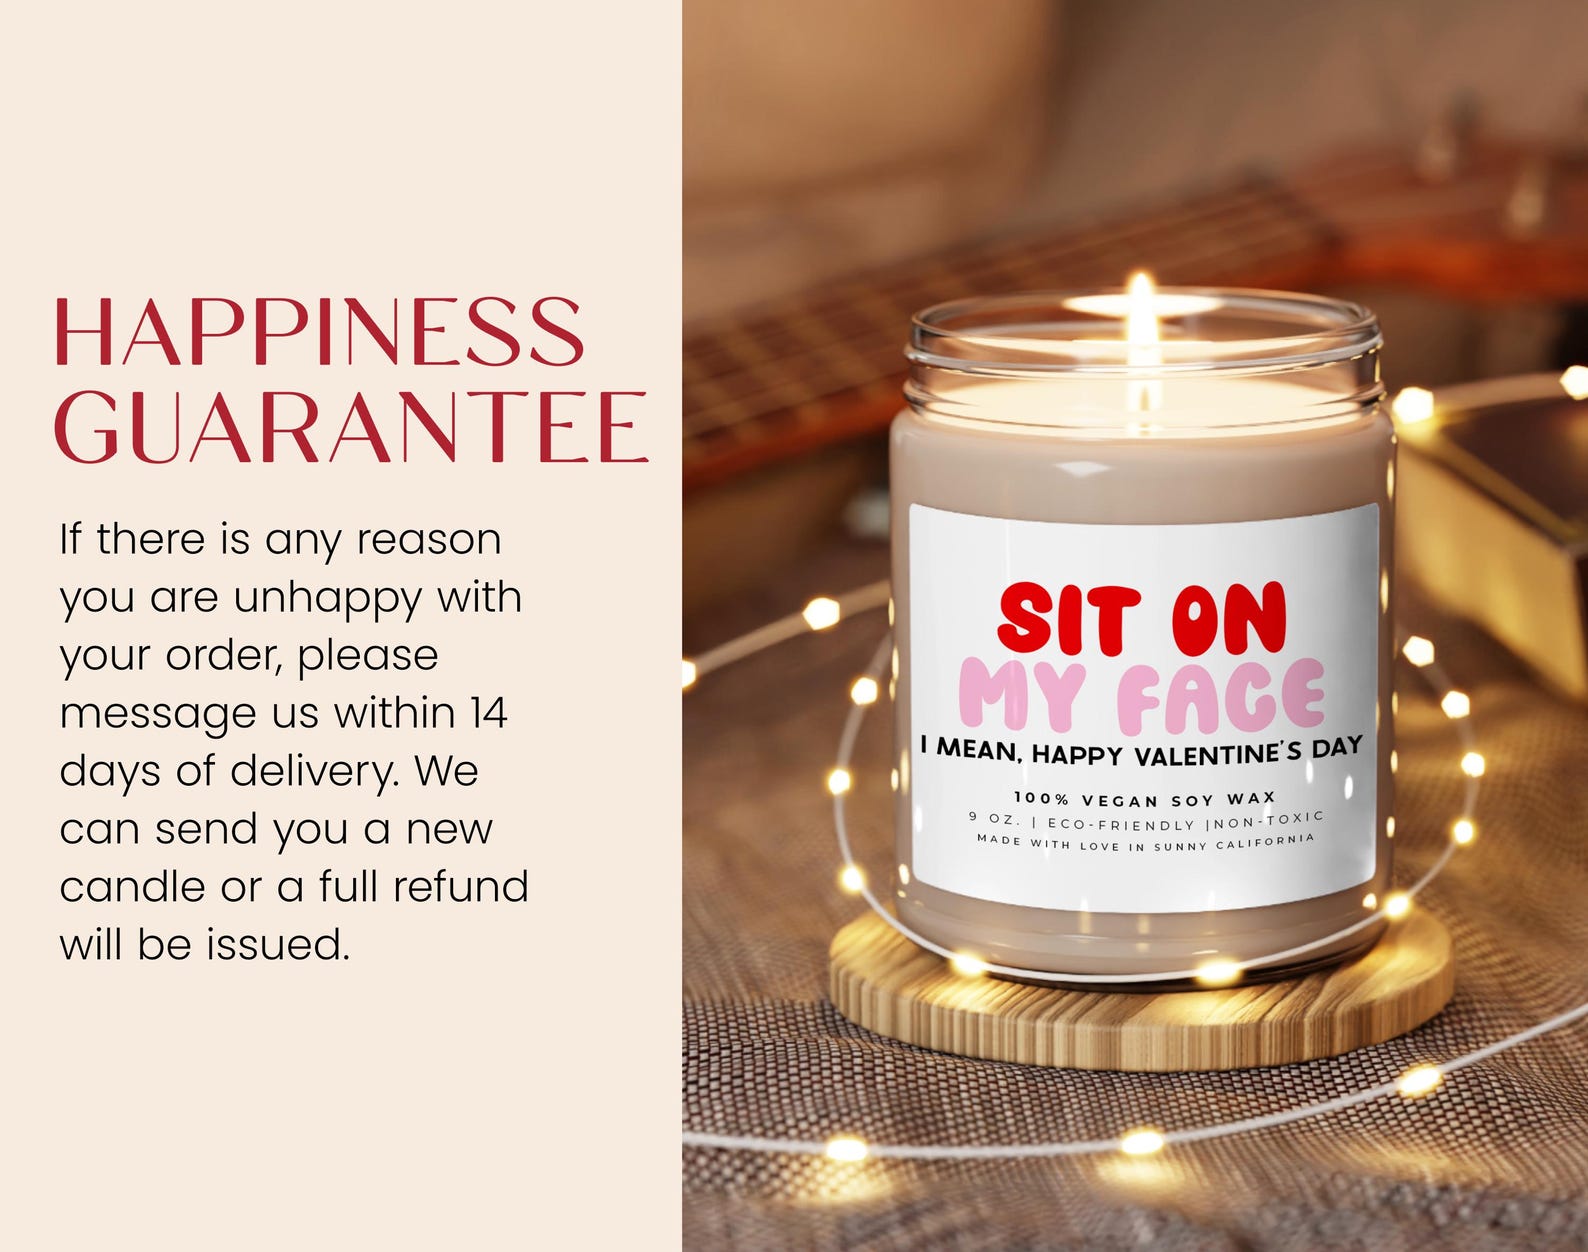 HAPPINESS
GUARANTEE
If there is any reason
you are unhappy with
your order, please
message us within 14
days of delivery. We
can send you a new
candle or a full refund
will be issued.
SIT ON
MY FACE
I MEAN, HAPPY VALENTINE'S DAY
100% VEGAN SOY WAX
9 OZ. | ECO-FRIENDLY |NON-TOXIC
MADE WITH LOVE IN SUNNY CALIFORNIA